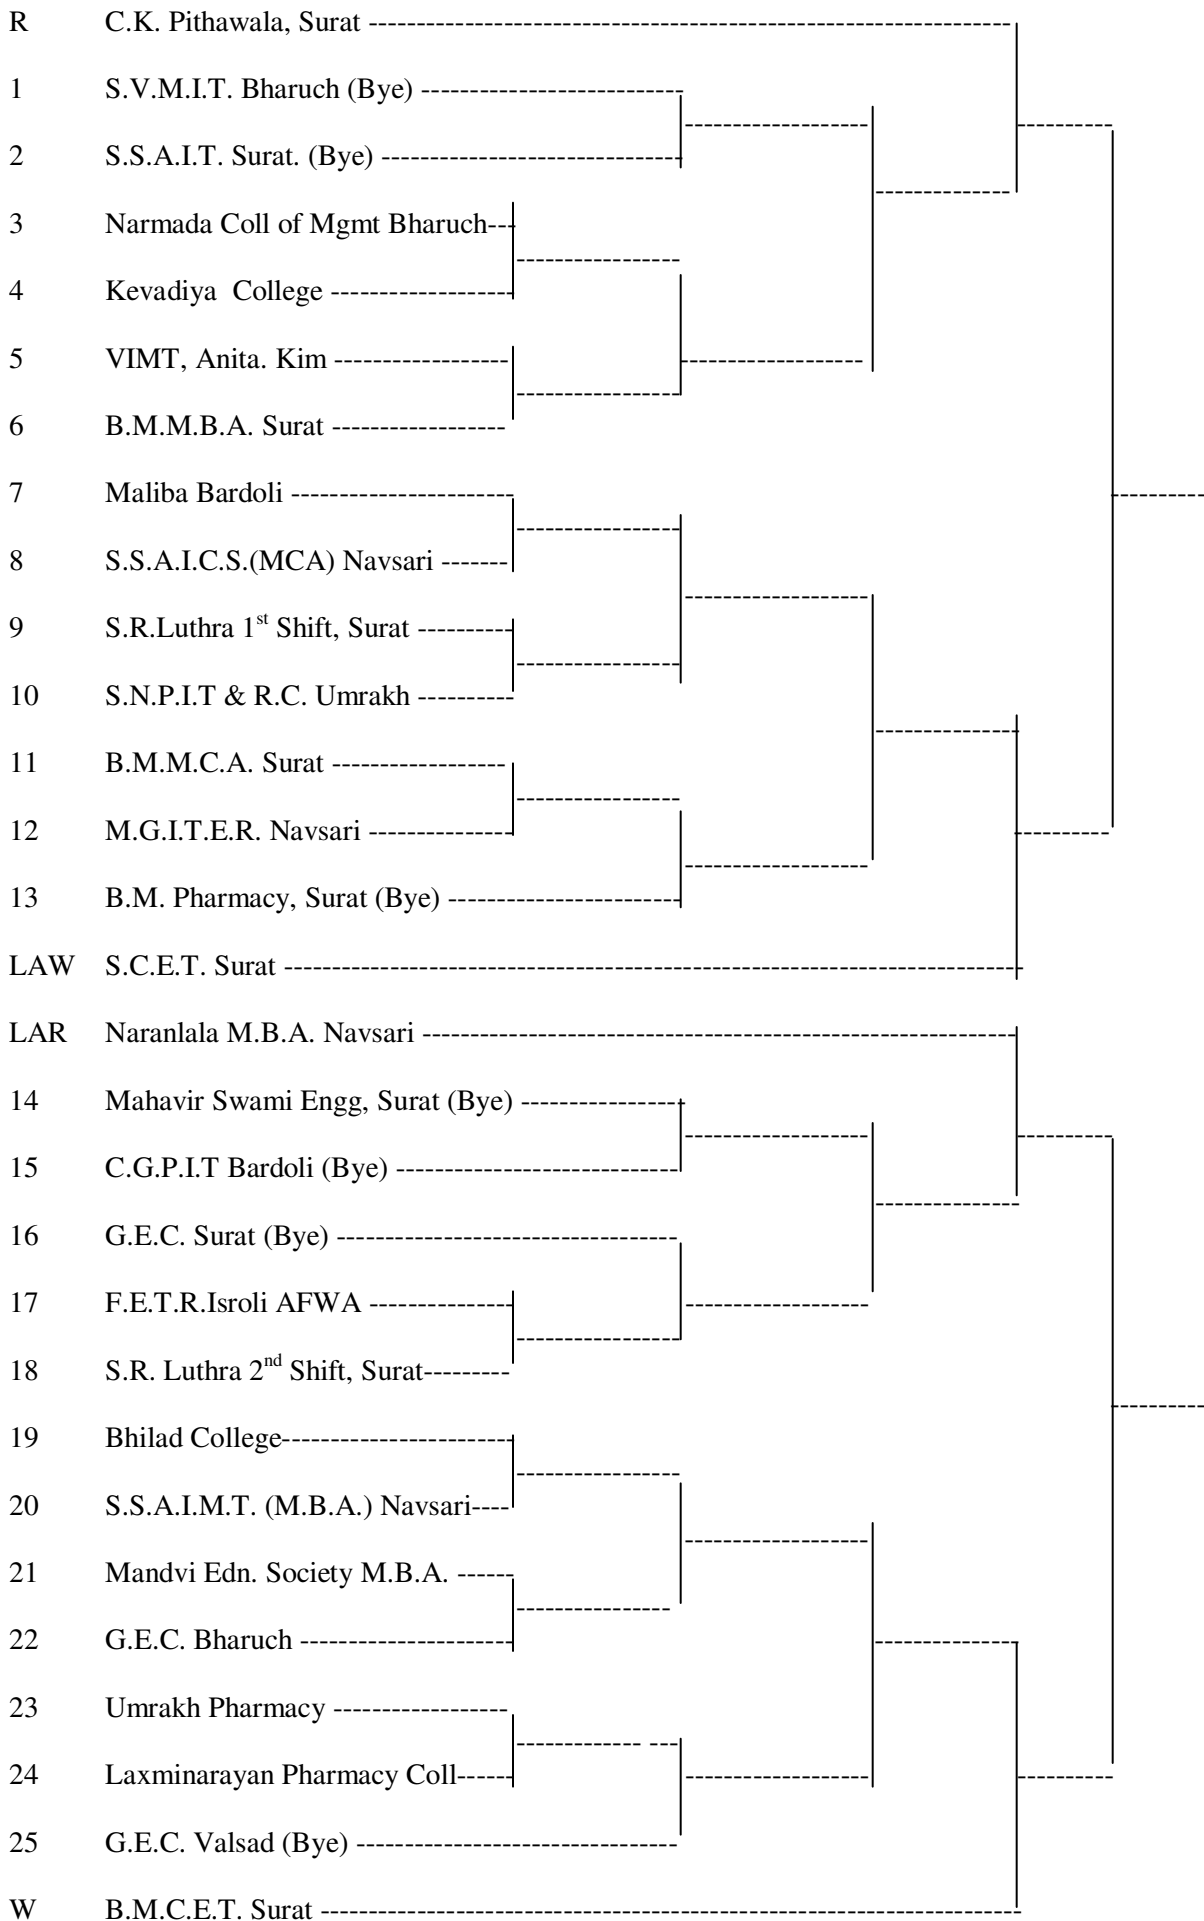 R C.K. Pithawala, Surat
1 S.V.M.I.T. Bharuch (Bye)
2 S.S.A.I.T. Surat. (Bye)
3 Narmada Coll of Mgmt Bharuch
4 Kevadiya College
5 VIMT, Anita. Kim
6 B.M.M.B.A. Surat
7 Maliba Bardoli
8 S.S.A.I.C.S.(MCA) Navsari
9 S.R.Luthra 1st Shift, Surat
10 S.N.P.I.T & R.C. Umrakh
11 B.M.M.C.A. Surat
12 M.G.I.T.E.R. Navsari
13 B.M. Pharmacy, Surat (Bye)
LAW S.C.E.T. Surat
LAR Naranlala M.B.A. Navsari
14 Mahavir Swami Engg, Surat (Bye)
15 C.G.P.I.T Bardoli (Bye)
16 G.E.C. Surat (Bye)
17 F.E.T.R.Isroli AFWA
18 S.R. Luthra 2nd Shift, Surat
19 Bhilad College
20 S.S.A.I.M.T. (M.B.A.) Navsari
21 Mandvi Edn. Society M.B.A.
22 G.E.C. Bharuch
23 Umrakh Pharmacy
24 Laxminarayan Pharmacy Coll
25 G.E.C. Valsad (Bye)
W B.M.C.E.T. Surat